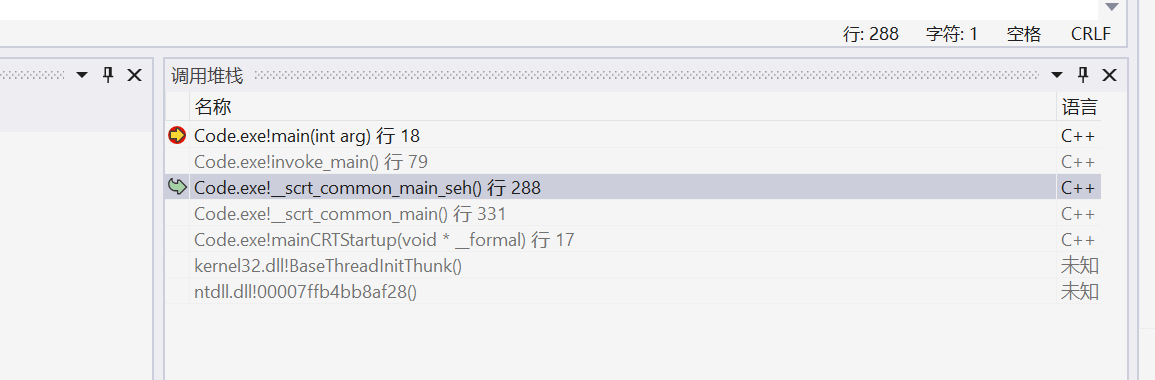 行: 288 字符: 1 空格 CRLF
调用堆栈
名称 语言
Code.exe!main(int arg) 行 18 C++
Code.exe!invoke_main() 行 79 C++
Code.exe!__scrt_common_main_seh() 行 288 C++
Code.exe!__scrt_common_main() 行 331 C++
Code.exe!mainCRTStartup(void * __formal) 行 17 C++
kernel32.dll!BaseThreadInitThunk() 未知
ntdll.dll!00007ffb4bb8af28() 未知